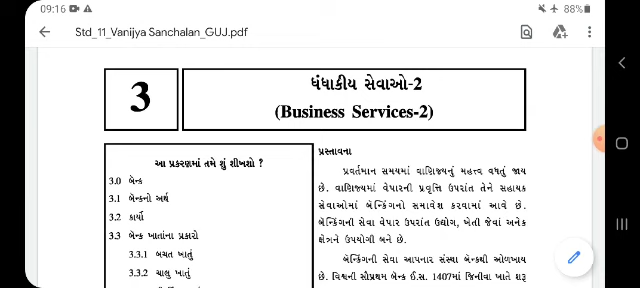 09:16
88%
Std_11_Vanijya Sanchalan_GUJ.pdf
3
ધંધાકીય સેવાઓ-2
(Business Services-2)
આ પ્રકરણમાં તમે શું શીખશો ?
3.0 બેન્ક
3.1 બેન્કનો અર્થ
3.2 કાર્યો
3.3 બેન્ક ખાતાંના પ્રકારો
3.3.1 બચત ખાતું
3.3.2 ચાલુ ખાતું
પ્રસ્તાવના
પ્રવર્તમાન સમયમાં વાણિજ્યનું મહત્ત્વ વધતું જાય
છે. વાણિજ્યમાં વેપારની પ્રવૃત્તિ ઉપરાંત તેને સહાયક
સેવાઓમાં બૅન્કિંગનો સમાવેશ કરવામાં આવે છે.
બૅન્કિંગની સેવા વેપાર ઉપરાંત ઉદ્યોગ, ખેતી જેવાં અનેક
ક્ષેત્રને ઉપયોગી બને છે.
બૅન્કિંગની સેવા આપનાર સંસ્થા બેન્કથી ઓળખાય
છે. વિશ્વની સૌપ્રથમ બેન્ક ઈ.સ. 1407માં જિનીવા ખાતે શરૂ